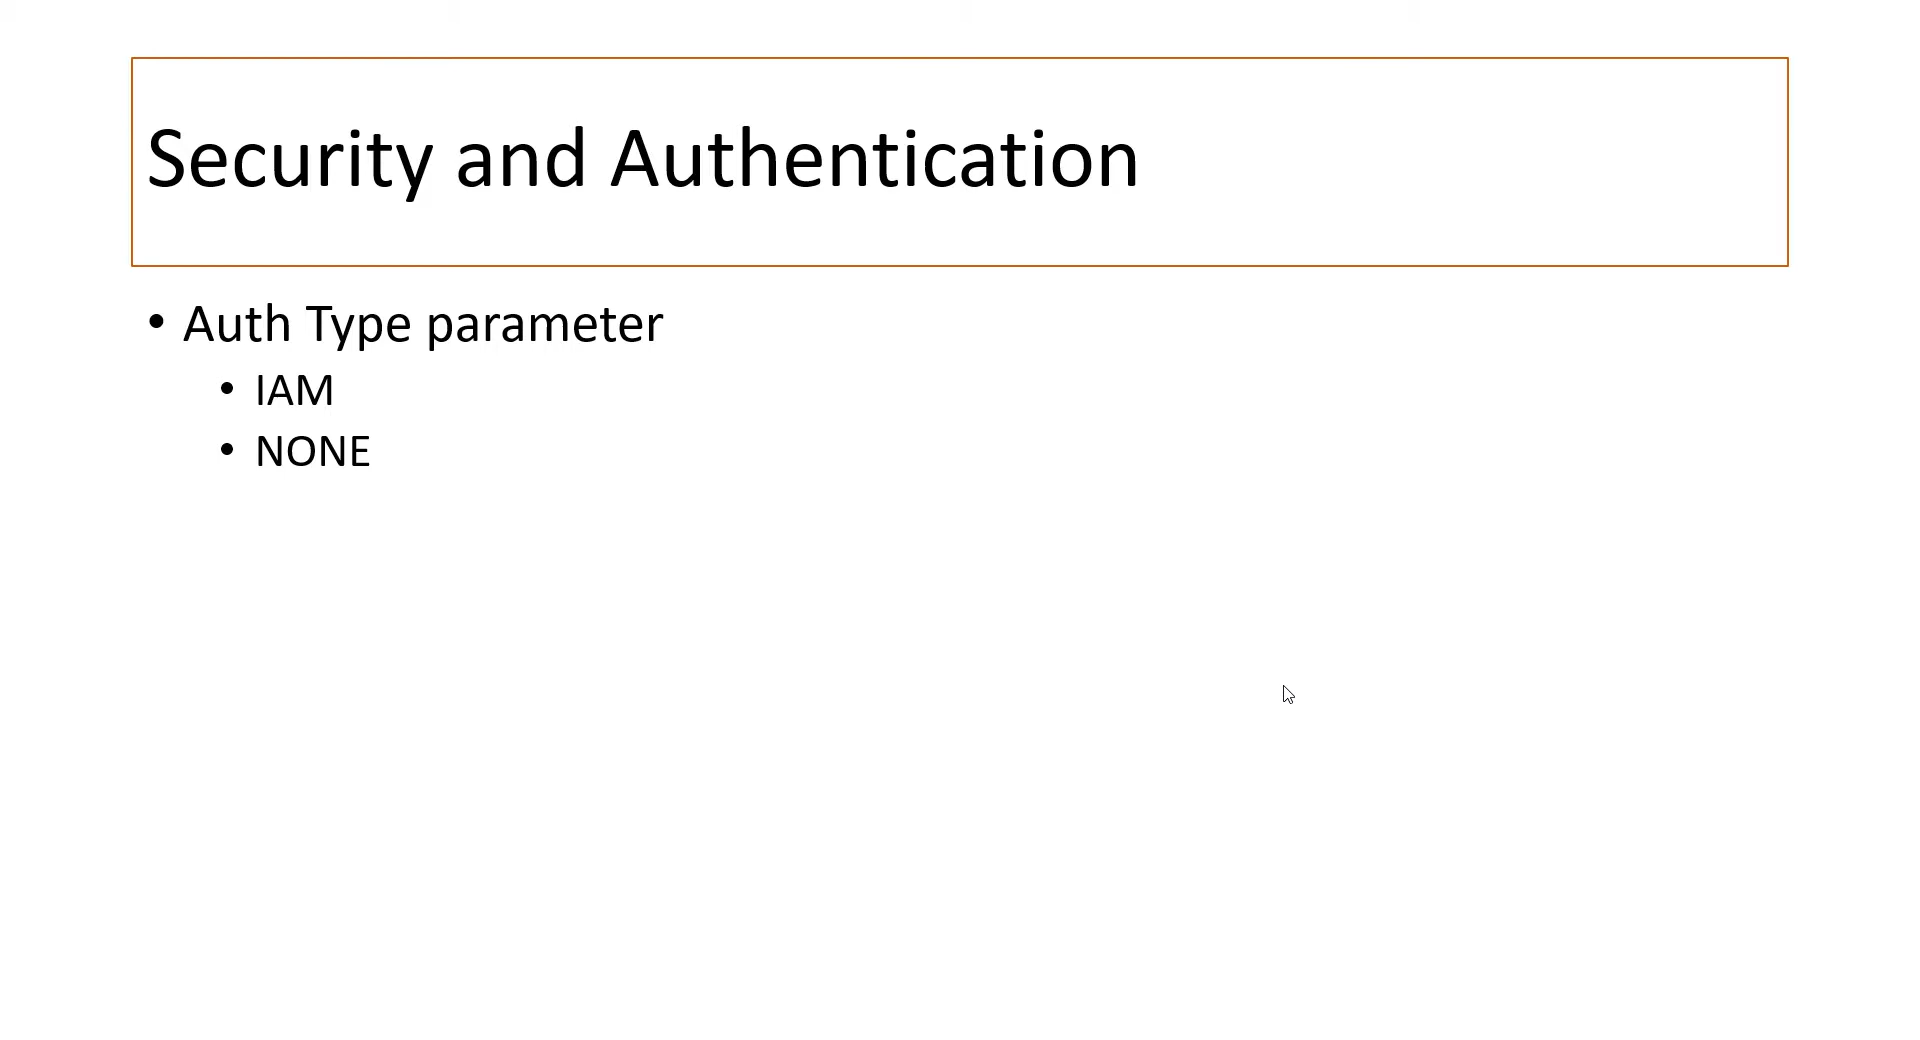 Security and Authentication
• Auth Type parameter
• IAM
• NONE